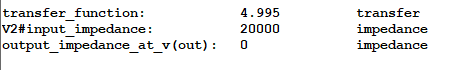 transfer_function: 4.995 transfer
V2#input_impedance: 20000 impedance
output_impedance_at_v(out): 0 impedance